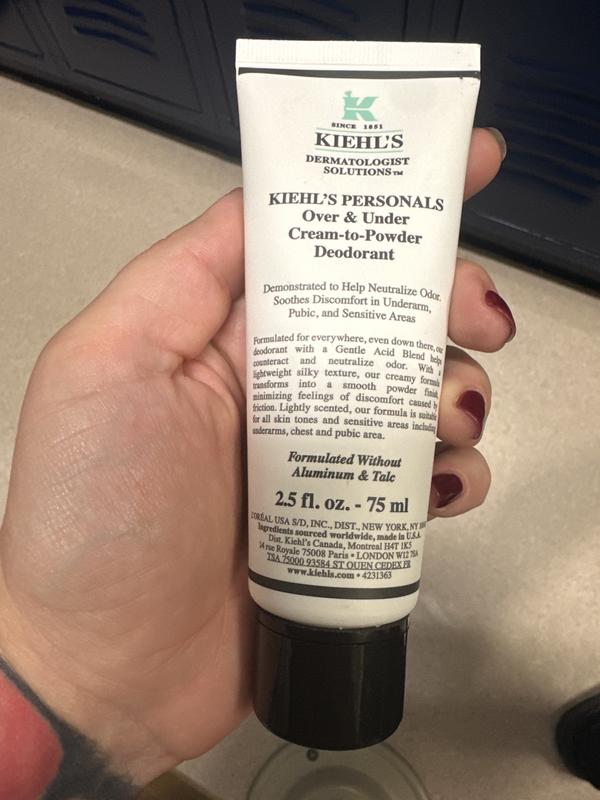 K
SINCE 1851
KIEHL'S
DERMATOLOGIST
SOLUTIONS™
KIEHL'S PERSONALS
Over & Under
Cream-to-Powder
Deodorant
Demonstrated to Help Neutralize Odor.
Soothes Discomfort in Underarm,
Pubic, and Sensitive Areas
Formulated for everywhere, even down there, our
deodorant with a Gentle Acid Blend helps
counteract and neutralize odor. With a
lightweight silky texture, our creamy formula
transforms into a smooth powder finish,
minimizing feelings of discomfort caused by
friction. Lightly scented, our formula is suitable
for all skin tones and sensitive areas including
underarms, chest and pubic area.
Formulated Without
Aluminum & Talc
2.5 fl. oz. - 75 ml
L'ORÉAL USA S/D, INC., DIST., NEW YORK, NY
Ingredients sourced worldwide, made in U.S.A.
Dist. Kiehl's Canada, Montreal H4T 1K5
14 rue Royale 75008 Paris • LONDON W12 7SA
TSA 75000 93584 ST OUEN CEDEX FR
www.kiehls.com • 4231363